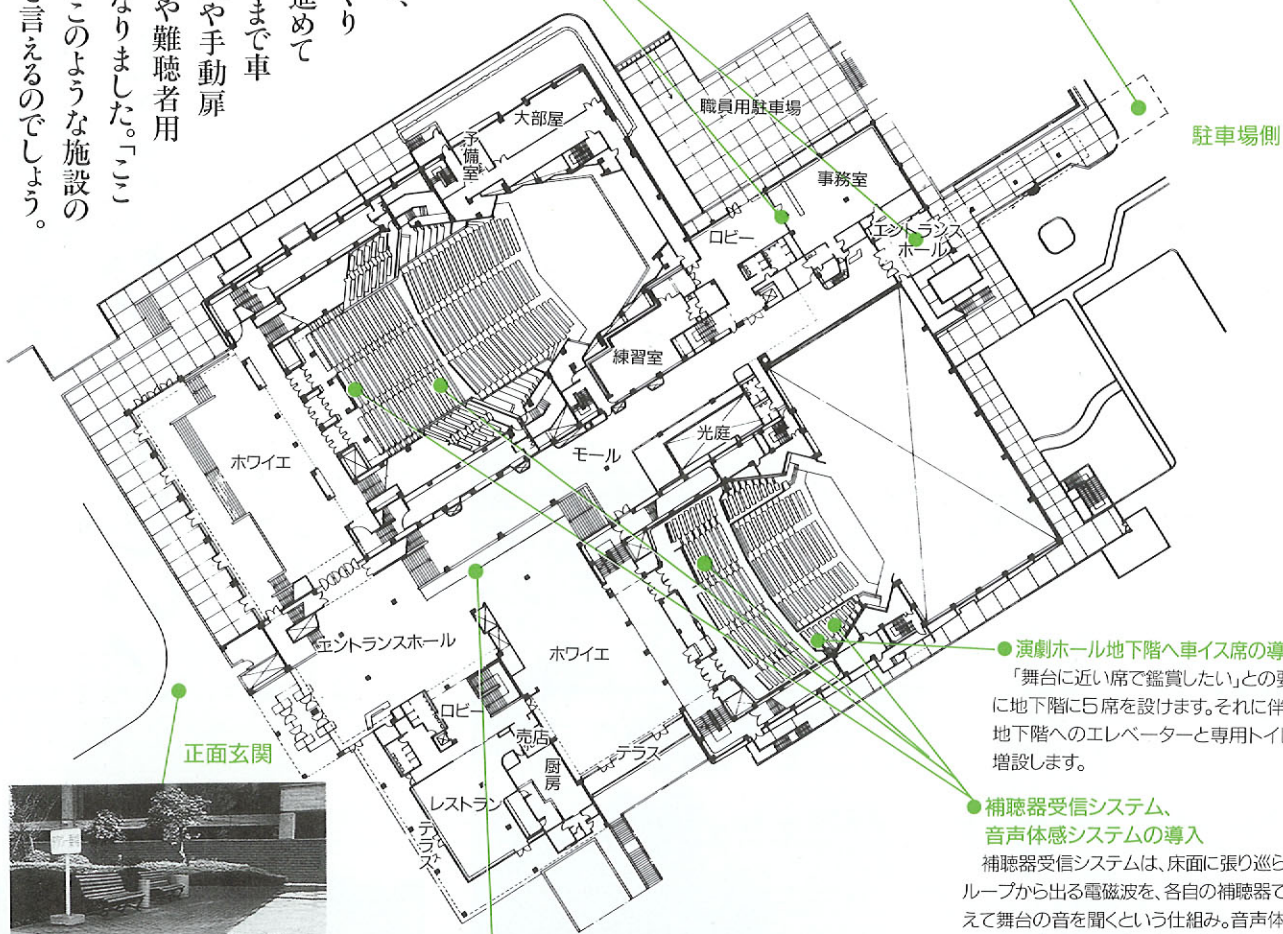 、
くり
進めて
まで車
や手動扉
や難聴者用
なりました。「ここ
このような施設の
と言えるのでしょう。
大部屋
予備室
職員用駐車場
駐車場側
事務室
ロビー
エントランス
ホール
練習室
光庭
モール
ホワイエ
エントランスホール
ホワイエ
ロビー
売店
厨房
テラス
レストラン
テラス
正面玄関
●演劇ホール地下階へ車イス席の導
「舞台に近い席で鑑賞したい」との要
に地下階に5席を設けます。それに伴
地下階へのエレベーターと専用トイレ
増設します。
●補聴器受信システム、
音声体感システムの導入
補聴器受信システムは、床面に張り巡ら
ループから出る電磁波を、各自の補聴器で
えて舞台の音を聞くという仕組み。音声体